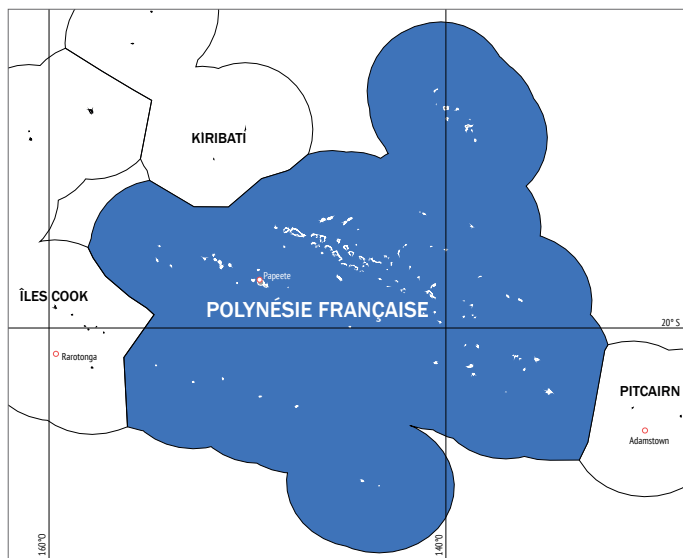 KIRIBATI
Papeete
ÎLES COOK
POLYNÉSIE FRANÇAISE
20° S
Rarotonga
PITCAIRN
Adamstown
160°O
140°O